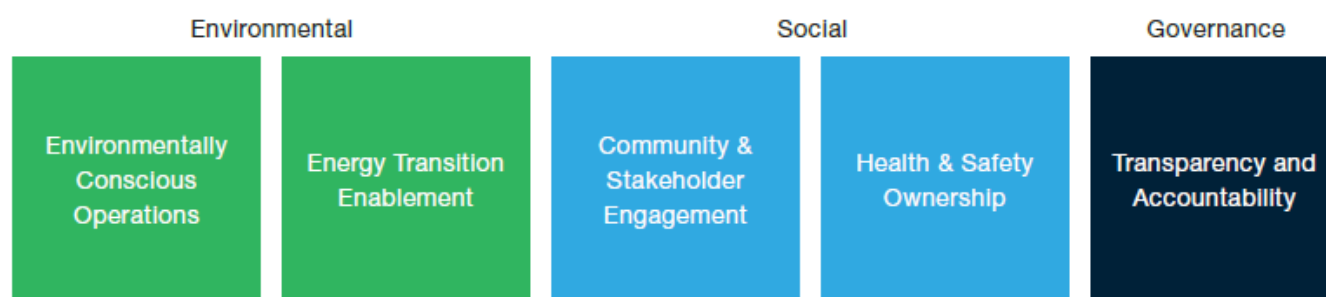 Environmental
Social
Governance
Environmentally
Conscious
Operations
Energy Transition
Enablement
Community &
Stakeholder
Engagement
Health & Safety
Ownership
Transparency and
Accountability